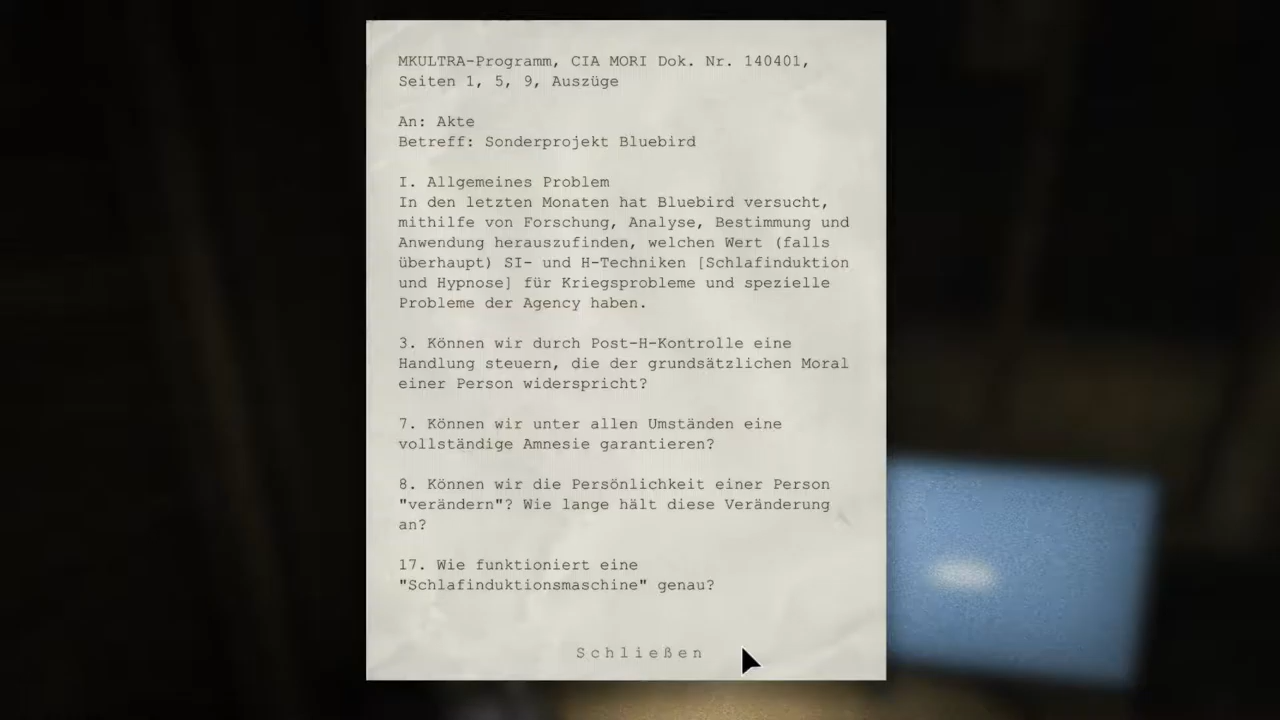 MKULTRA-Programm, CIA MORI Dok. Nr. 140401,
Seiten 1, 5, 9, Auszüge
An: Akte
Betreff: Sonderprojekt Bluebird
I. Allgemeines Problem
In den letzten Monaten hat Bluebird versucht,
mithilfe von Forschung, Analyse, Bestimmung und
Anwendung herauszufinden, welchen Wert (falls
überhaupt) SI- und H-Techniken [Schlafinduktion
und Hypnose] für Kriegsprobleme und spezielle
Probleme der Agency haben.
3. Können wir durch Post-H-Kontrolle eine
Handlung steuern, die der grundsätzlichen Moral
einer Person widerspricht?
7. Können wir unter allen Umständen eine
vollständige Amnesie garantieren?
8. Können wir die Persönlichkeit einer Person
"verändern"? Wie lange hält diese Veränderung
an?
17. Wie funktioniert eine
"Schlafinduktionsmaschine" genau?
Schließen